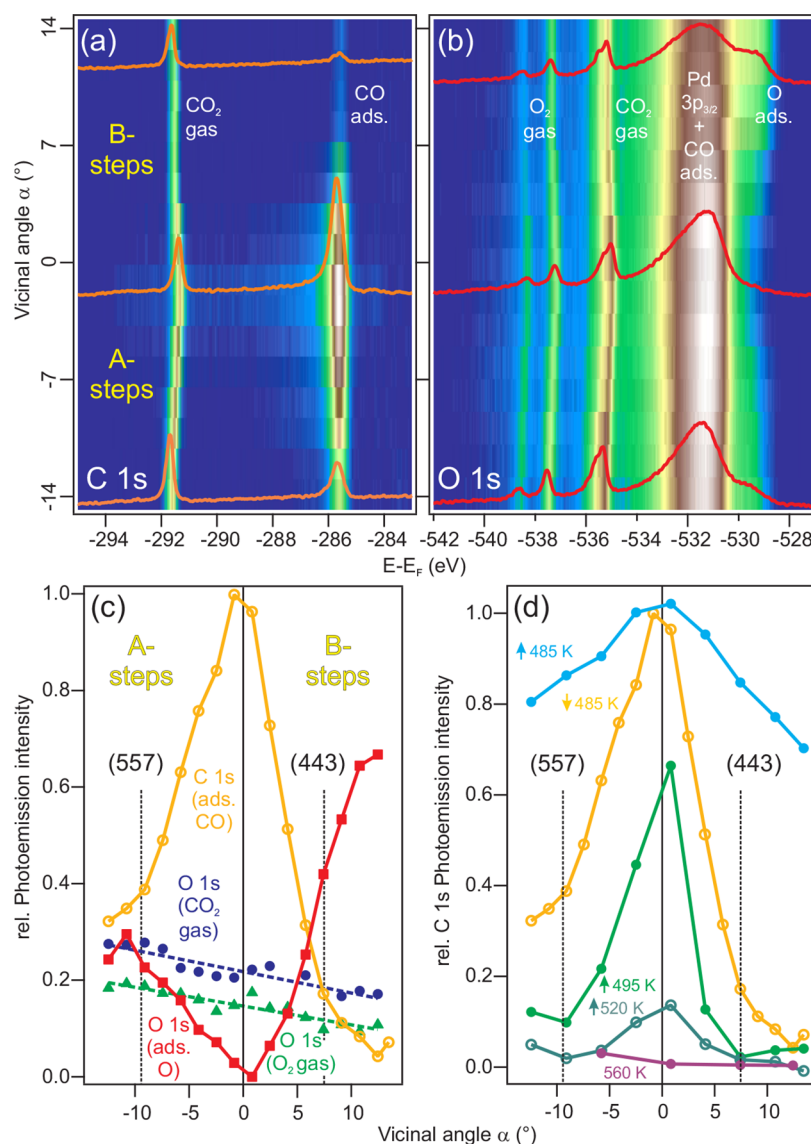 (a)
(b)
14
7
0
-7
-14
Vicinal angle α (°)
CO₂
gas
CO
ads.
B-
steps
A-
steps
C 1s
O₂
gas
CO₂
gas
Pd
3p₃/₂
+
CO
ads.
O
ads.
O 1s
-294 -292 -290 -288 -286 -284
-542 -540 -538 -536 -534 -532 -530 -528
E-E_F (eV)
(c)
A-
steps
B-
steps
(557)
(443)
C 1s
(ads.
CO)
O 1s
(CO₂
gas)
O 1s
(ads.
O)
O 1s
(O₂ gas)
1.0
0.8
0.6
0.4
0.2
0.0
rel. Photoemission intensity
-10 -5 0 5 10
(d)
485 K
485 K
(557)
(443)
495 K
520 K
560 K
1.0
0.8
0.6
0.4
0.2
0.0
rel. C 1s Photoemission intensity
-10 -5 0 5 10
Vicinal angle α (°)